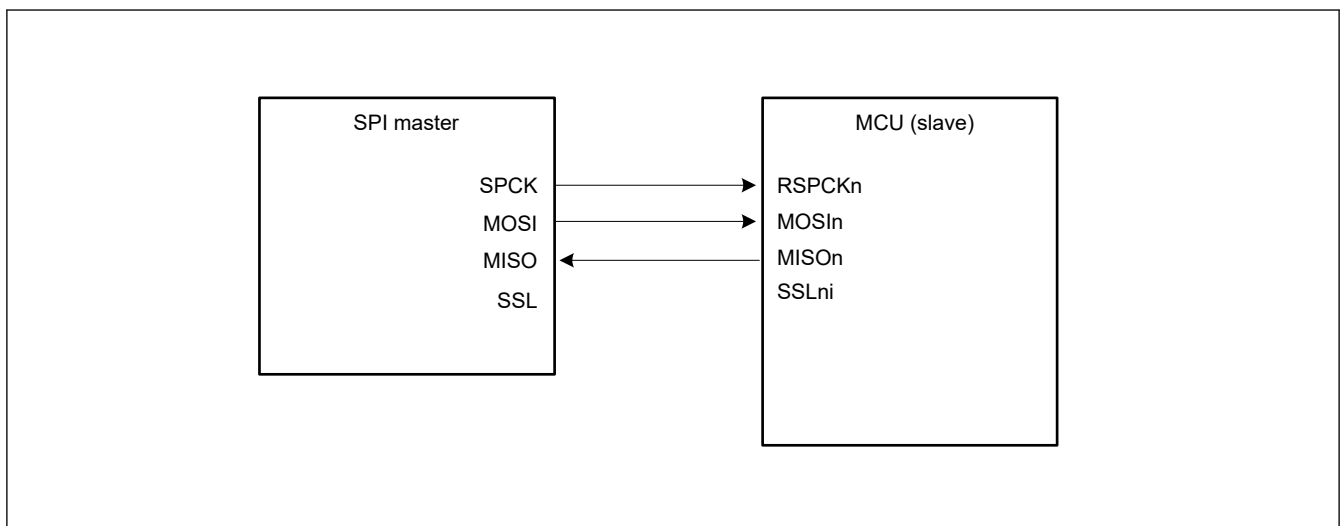 SPI master
SPCK
MOSI
MISO
SSL
MCU (slave)
RSPCKn
MOSIn
MISOn
SSLni